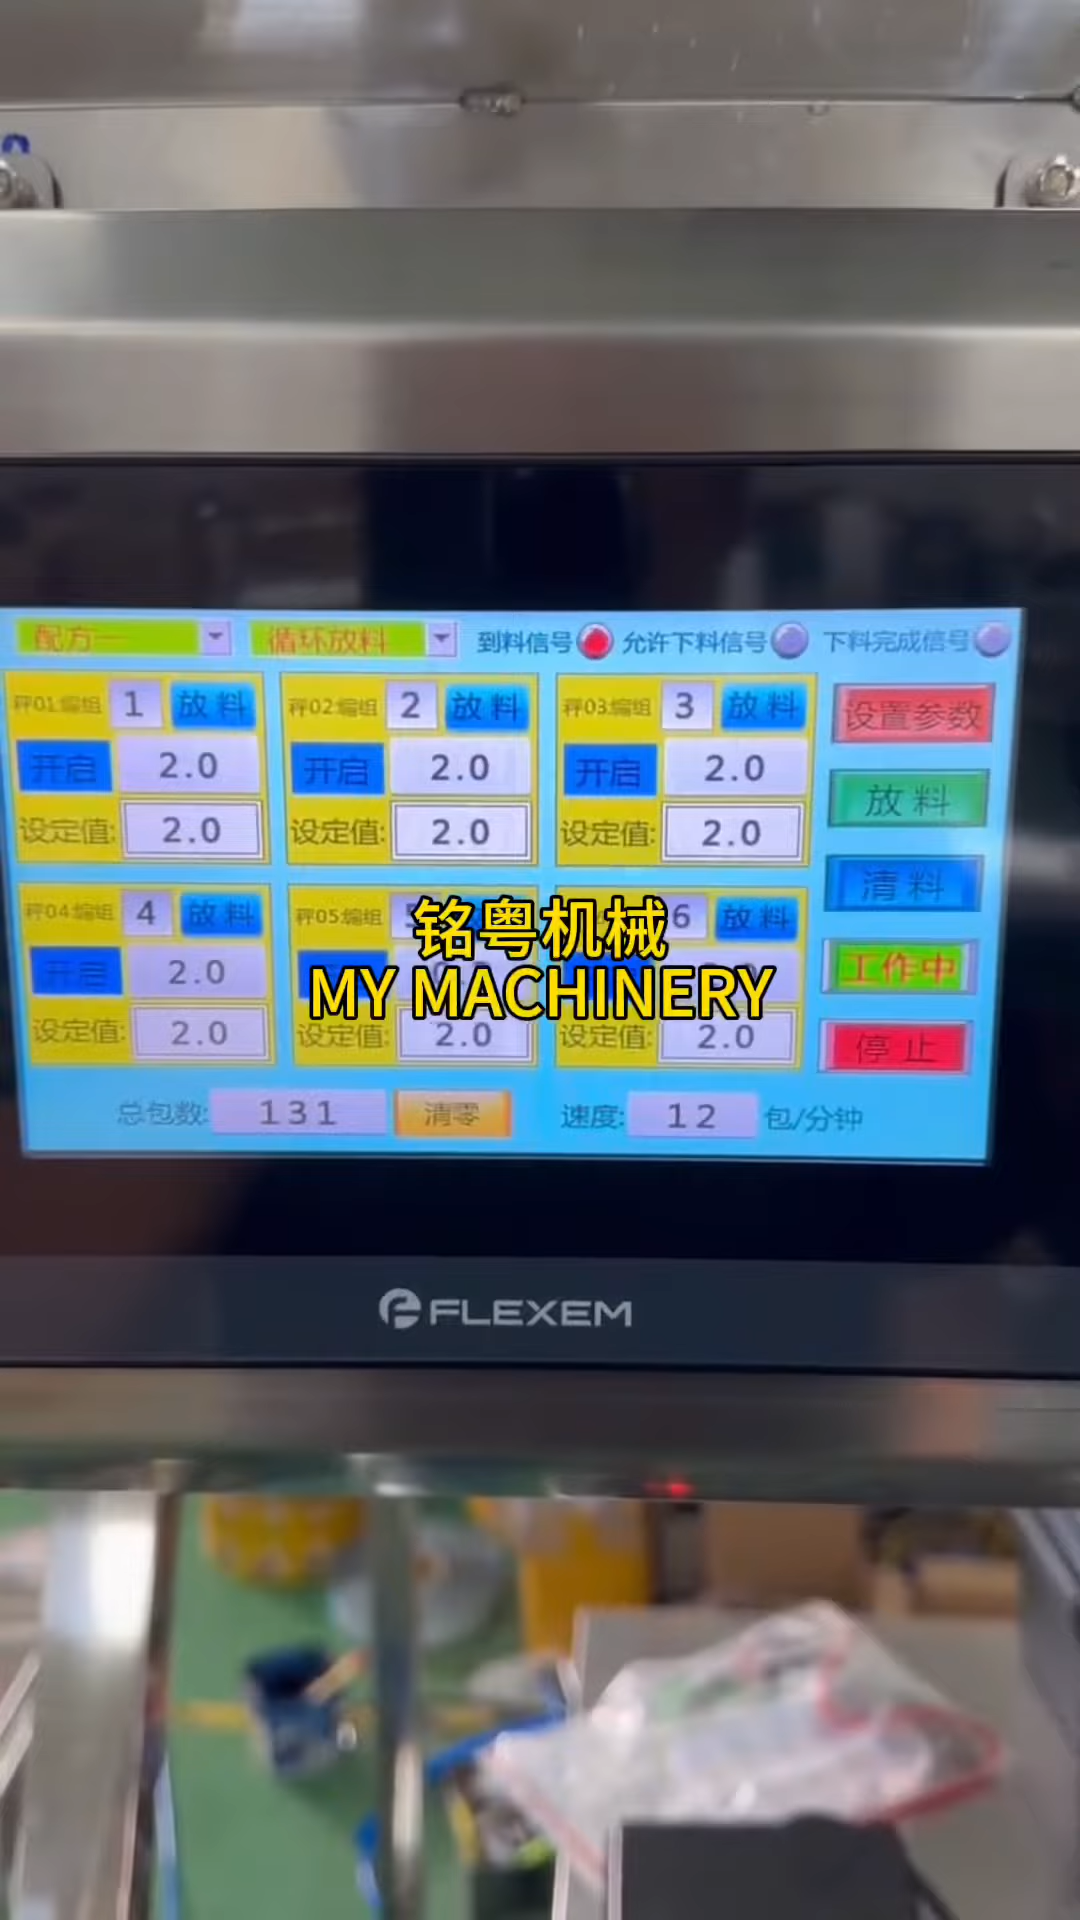 配方一 循环放料 到料信号 允许下料信号 下料完成信号
秤01:编组 1 放料 秤02:编组 2 放料 秤03:编组 3 放料 设置参数
开启 2.0 开启 2.0 开启 2.0 放料
设定值: 2.0 设定值: 2.0 设定值: 2.0 清料
秤04:编组 4 放料 秤05:编组 6 放料
铭粤机械
MY MACHINERY
开启 2.0 工作中
设定值: 2.0 设定值: 2.0 设定值: 2.0 停止
总包数: 131 清零 速度: 12 包/分钟
FLEXEM